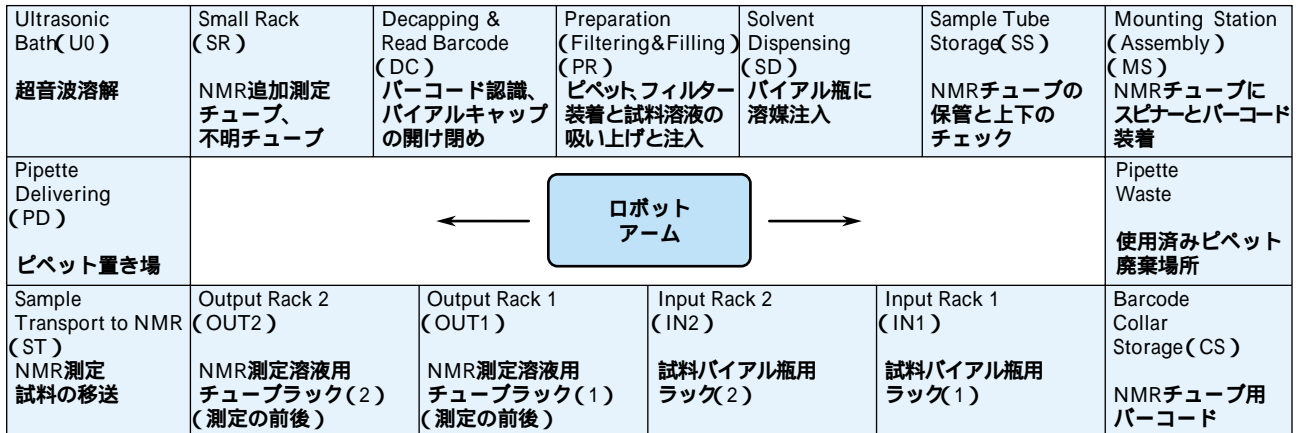 Ultrasonic
Bath(U0)
超音波溶解
Small Rack
(SR)
NMR追加測定
チューブ、
不明チューブ
Decapping &
Read Barcode
(DC)
バーコード認識、
バイアルキャップ
の開け閉め
Preparation
(Filtering&Filling)
(PR)
ピペット、フィルター
装着と試料溶液の
吸い上げと注入
Solvent
Dispensing
(SD)
バイアル瓶に
溶媒注入
Sample Tube
Storage(SS)
NMRチューブの
保管と上下の
チェック
Mounting Station
(Assembly)
(MS)
NMRチューブに
スピナーとバーコード
装着
Pipette
Delivering
(PD)
ピペット置き場
ロボット
アーム
Pipette
Waste
使用済みピペット
廃棄場所
Sample
Transport to NMR
(ST)
NMR測定
試料の移送
Output Rack 2
(OUT2)
NMR測定溶液用
チューブラック(2)
(測定の前後)
Output Rack 1
(OUT1)
NMR測定溶液用
チューブラック(1)
(測定の前後)
Input Rack 2
(IN2)
試料バイアル瓶用
ラック(2)
Input Rack 1
(IN1)
試料バイアル瓶用
ラック(1)
Barcode
Collar
Storage(CS)
NMRチューブ用
バーコード